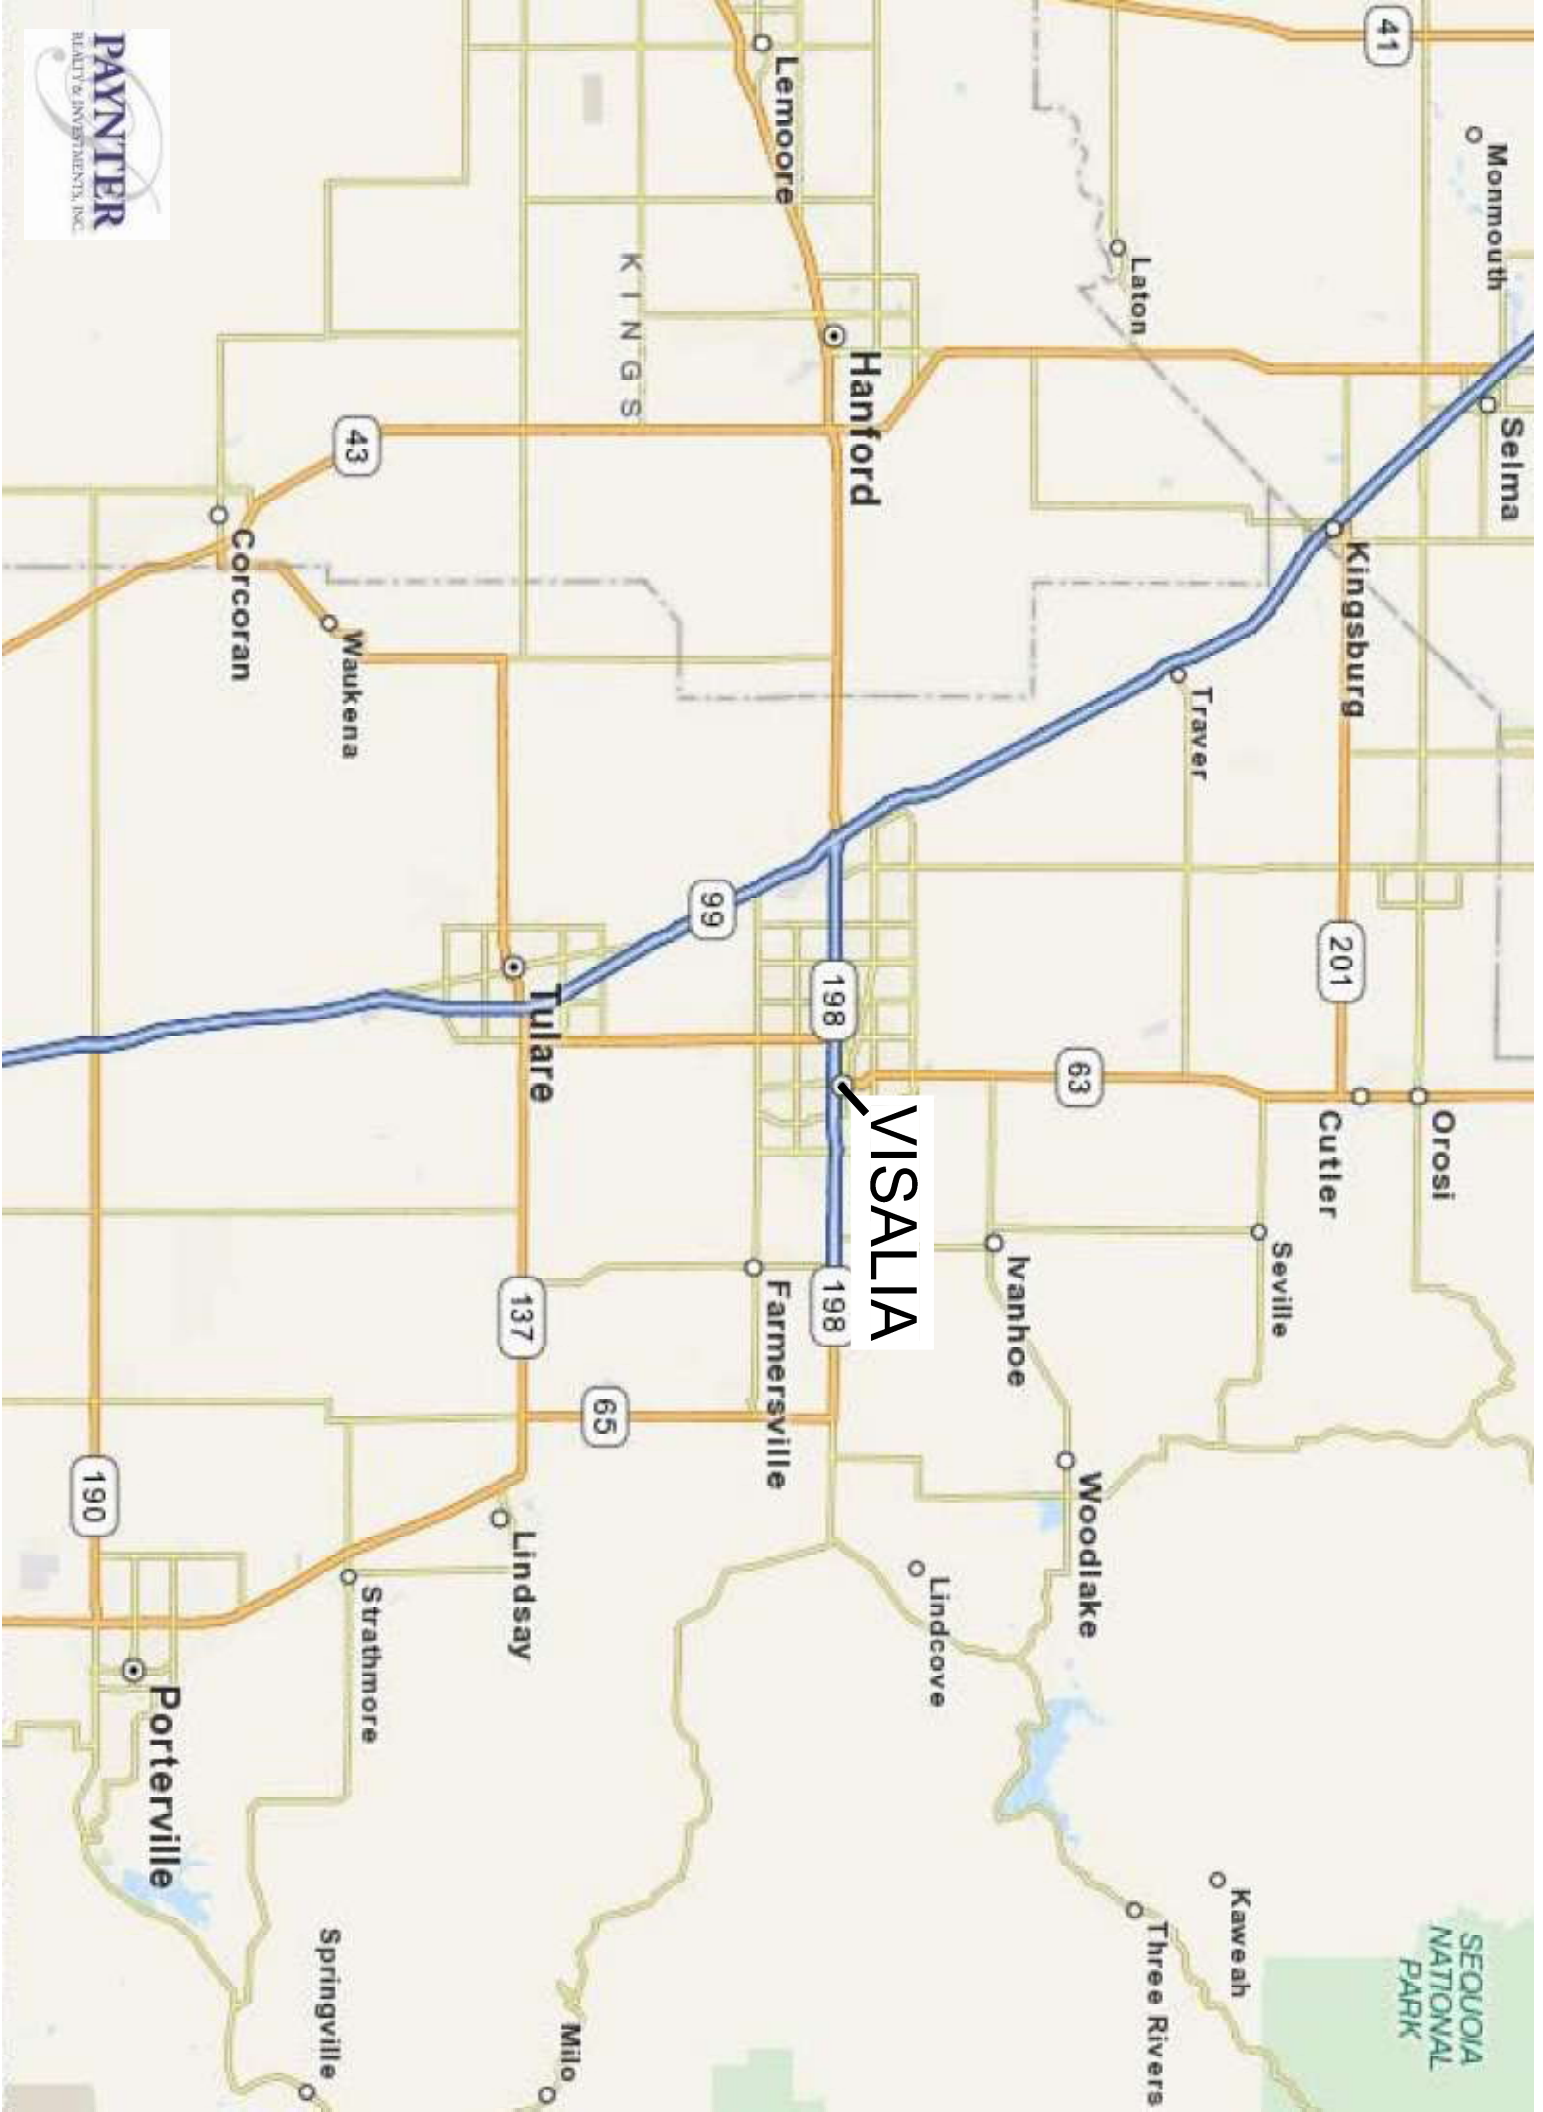 41
Monmouth
Selma
Laton
Lemoore
Hanford
KINGS
43
Corcoran
Waukena
Kingsburg
Traver
201
99
198
63
Tulare
VISALIA
Orosi
Cutler
Seville
Ivanhoe
198
Farmersville
137
65
190
Woodlake
Lindcove
Lindsay
Strathmore
Porterville
Springville
Milo
Kaweah
Three Rivers
SEQUOIA
NATIONAL
PARK
PAYNTER
REALTY & INVESTMENTS, INC.